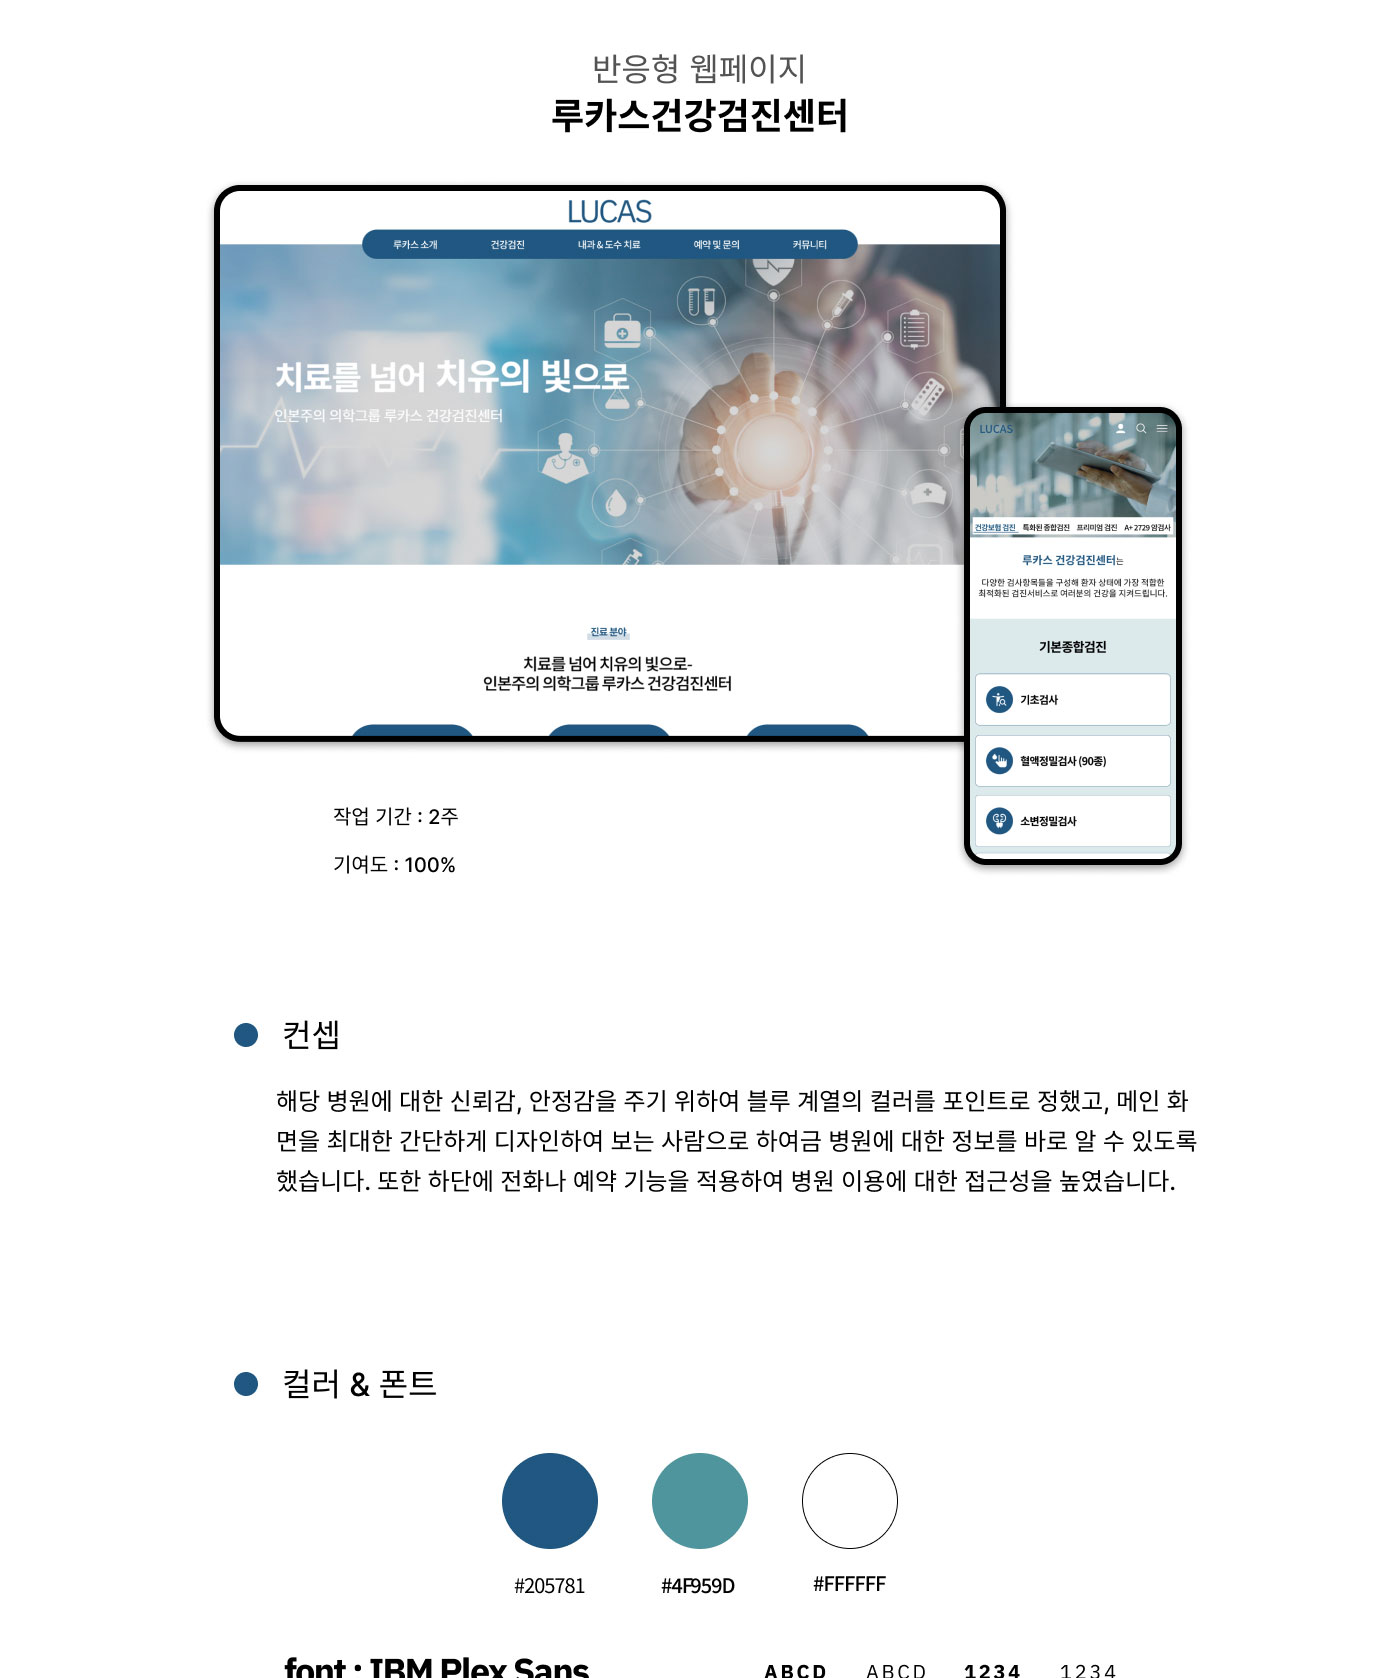 반응형 웹페이지
루카스건강검진센터
LUCAS
루카스 소개 건강검진 내과 & 도수 치료 예약 및 문의 커뮤니티
치료를 넘어 치유의 빛으로
인본주의 의학그룹 루카스 건강검진센터
진료 분야
치료를 넘어 치유의 빛으로-
인본주의 의학그룹 루카스 건강검진센터
LUCAS
건강보험 검진 특화된 종합검진 프리미엄 검진 A+ 2729 암검사
루카스 건강검진센터는
다양한 검사항목들을 구성해 환자 상태에 가장 적합한
최적화된 검진서비스로 여러분의 건강을 지켜드립니다.
기본종합검진
기초검사
혈액정밀검사 (90종)
소변정밀검사
작업 기간 : 2주
기여도 : 100%
컨셉
해당 병원에 대한 신뢰감, 안정감을 주기 위하여 블루 계열의 컬러를 포인트로 정했고, 메인 화
면을 최대한 간단하게 디자인하여 보는 사람으로 하여금 병원에 대한 정보를 바로 알 수 있도록
했습니다. 또한 하단에 전화나 예약 기능을 적용하여 병원 이용에 대한 접근성을 높였습니다.
컬러 & 폰트
#205781 #4F959D #FFFFFF
font : IBM Plex Sans ABCD ABCD 1234 1234